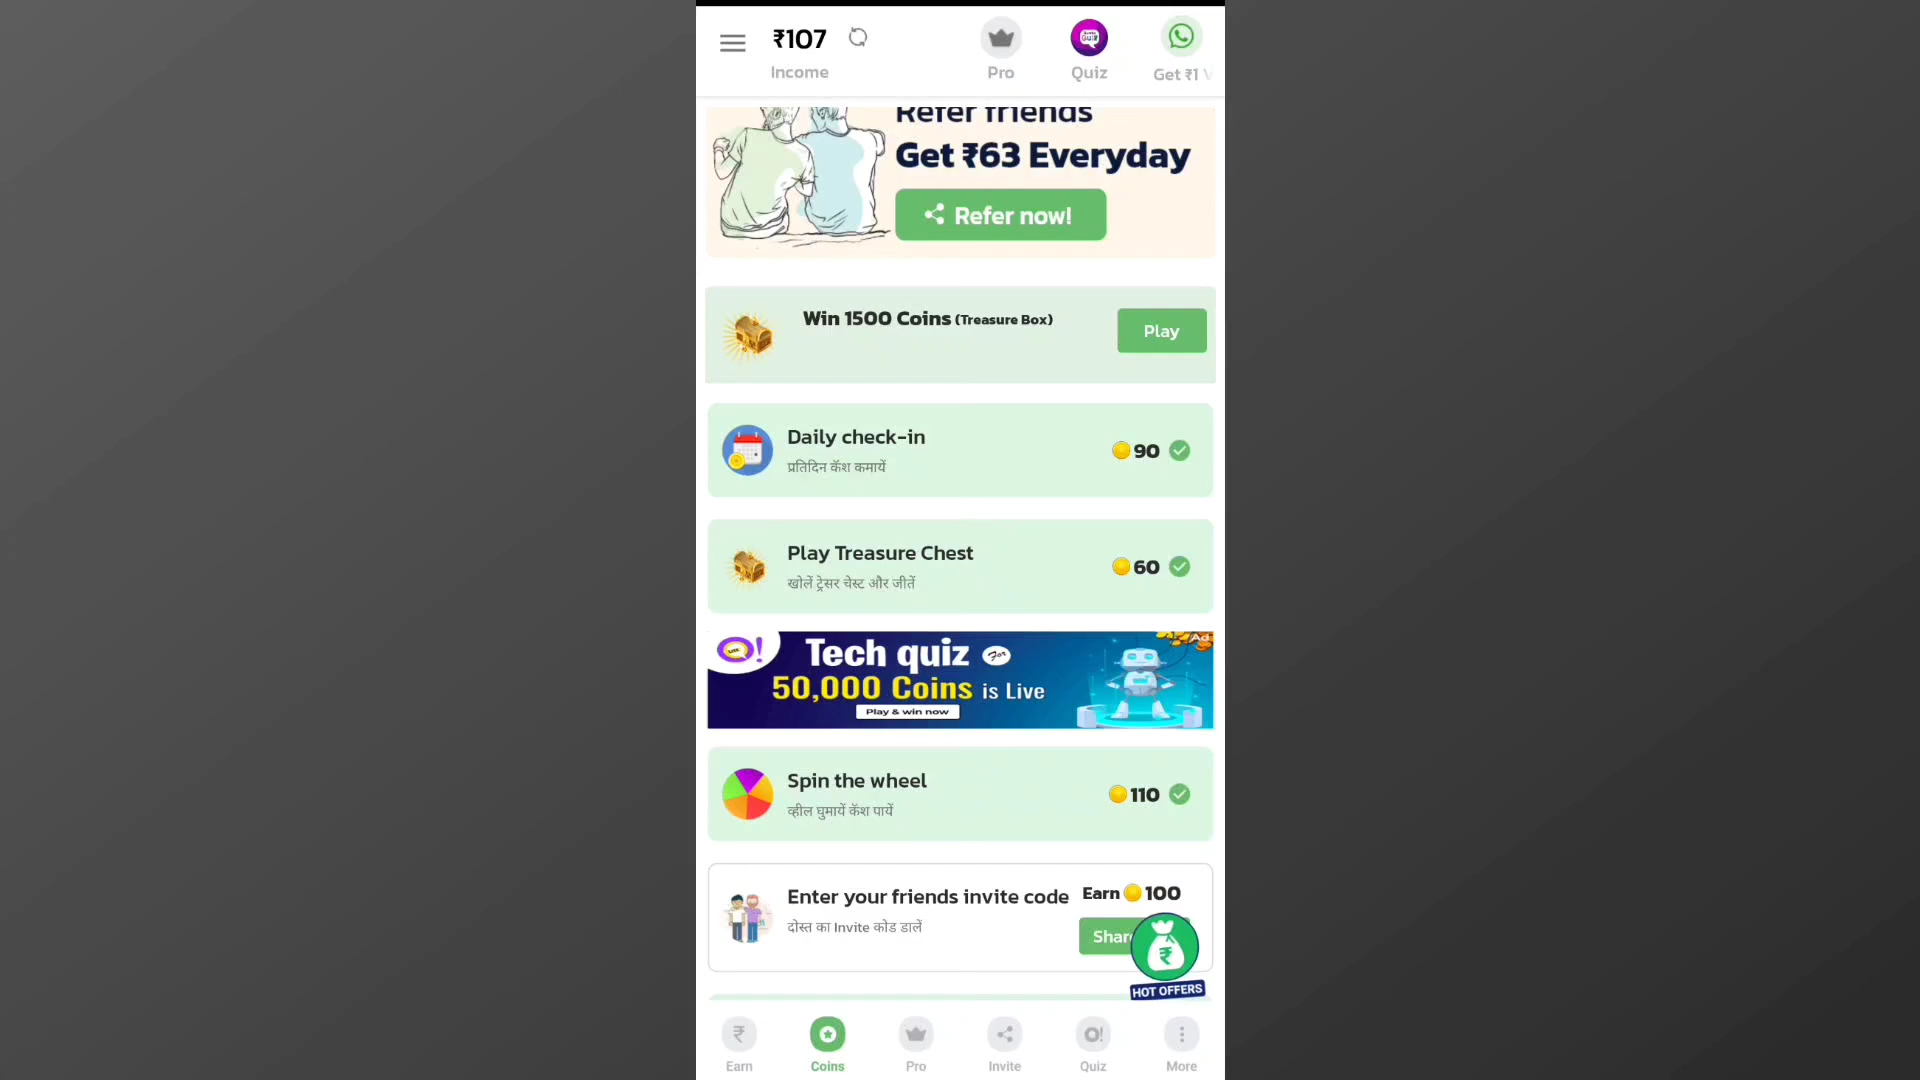 ₹107
Income
Pro
Quiz
Get ₹1
Refer friends
Get ₹63 Everyday
Refer now!
Win 1500 Coins (Treasure Box)
Play
Daily check-in
प्रतिदिन कॅश कमायें
90
Play Treasure Chest
खोलें ट्रेसर चेस्ट और जीतें
60
Ad
Tech quiz For
50,000 Coins is Live
Play & win now
Spin the wheel
व्हील घुमायें कॅश पायें
110
Enter your friends invite code
दोस्त का Invite कोड डालें
Earn 100
Share
HOT OFFERS
Earn
Coins
Pro
Invite
Quiz
More